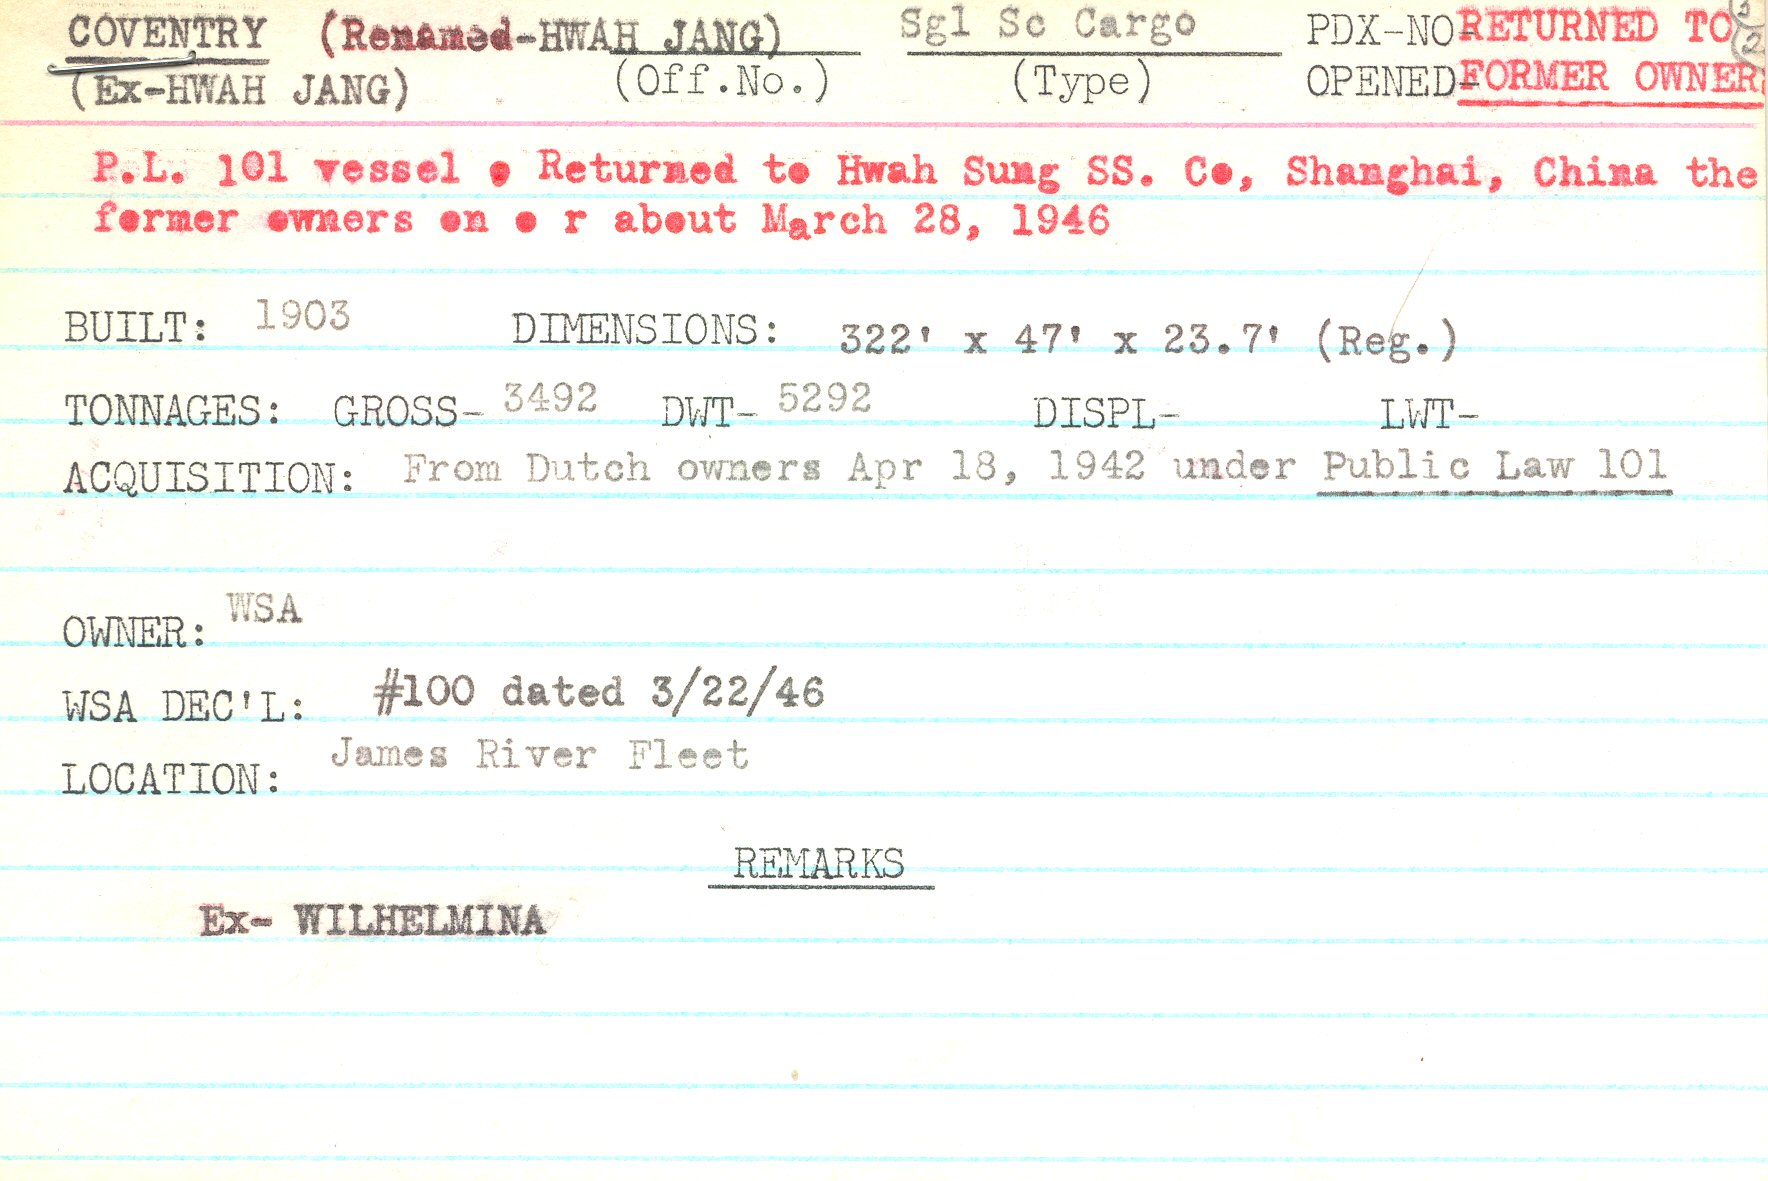 COVENTRY (Renamed-HWAH JANG) Sgl Sc Cargo PDX-NO-RETURNED TO
(Ex-HWAH JANG) (Off.No.) (Type) OPENED-FORMER OWNER
P.L. 101 vessel . Returned to Hwah Sung SS. Co, Shanghai, China the
former owners on o r about March 28, 1946
BUILT: 1903 DIMENSIONS: 322' x 47' x 23.7' (Reg.)
TONNAGES: GROSS- 3492 DWT- 5292 DISPL- LWT-
ACQUISITION: From Dutch owners Apr 18, 1942 under Public Law 101
OWNER: WSA
WSA DEC'L: #100 dated 3/22/46
LOCATION: James River Fleet
REMARKS
Ex- WILHELMINA